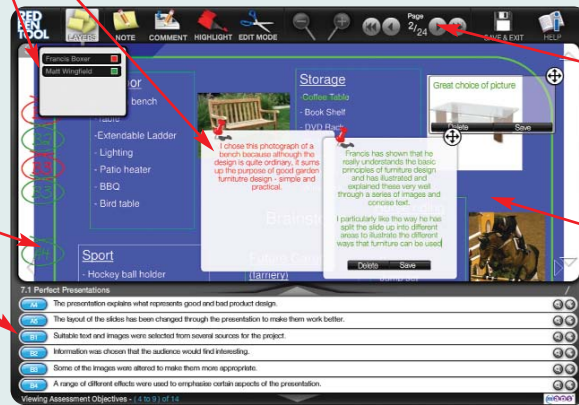 RED
PEN
TOOL
LAYERS
NOTE
COMMENT
HIGHLIGHT
EDIT MODE
Page
2/24
SAVE & EXIT
HELP
Francis Boxer
Matt Wingfield
bench
-Extendable Ladder
- Lighting
- Patio heater
- BBQ
- Bird table
Storage
-Coffee Table
- Book Shelf
- DVD Rack
Great choice of picture
Delete Save
I chose this photograph of a
bench because although the
design is quite ordinary, it sums
up the purpose of good garden
furnitutre design - simple and
practical.
Francis has shown that he
really understands the basic
principles of furniture design
and has illustrated and
explained these very well
through a series of images and
concise text.
I particularly like the way he has
split the slide up into different
areas to illustrate the different
ways that furniture can be used
Delete Save
Sport
- Hockey ball holder
(farriery)
7.1 Perfect Presentations
A4 The presentation explains what represents good and bad product design.
A5 The layout of the slides has been changed through the presentation to make them work better.
B1 Suitable text and images were selected from several sources for the project.
B2 Information was chosen that the audience would find interesting.
B3 Some of the images were altered to make them more appropriate.
B4 A range of different effects were used to emphasise certain aspects of the presentation.
Viewing Assessment Objectives - ( 4 to 9 ) of 14